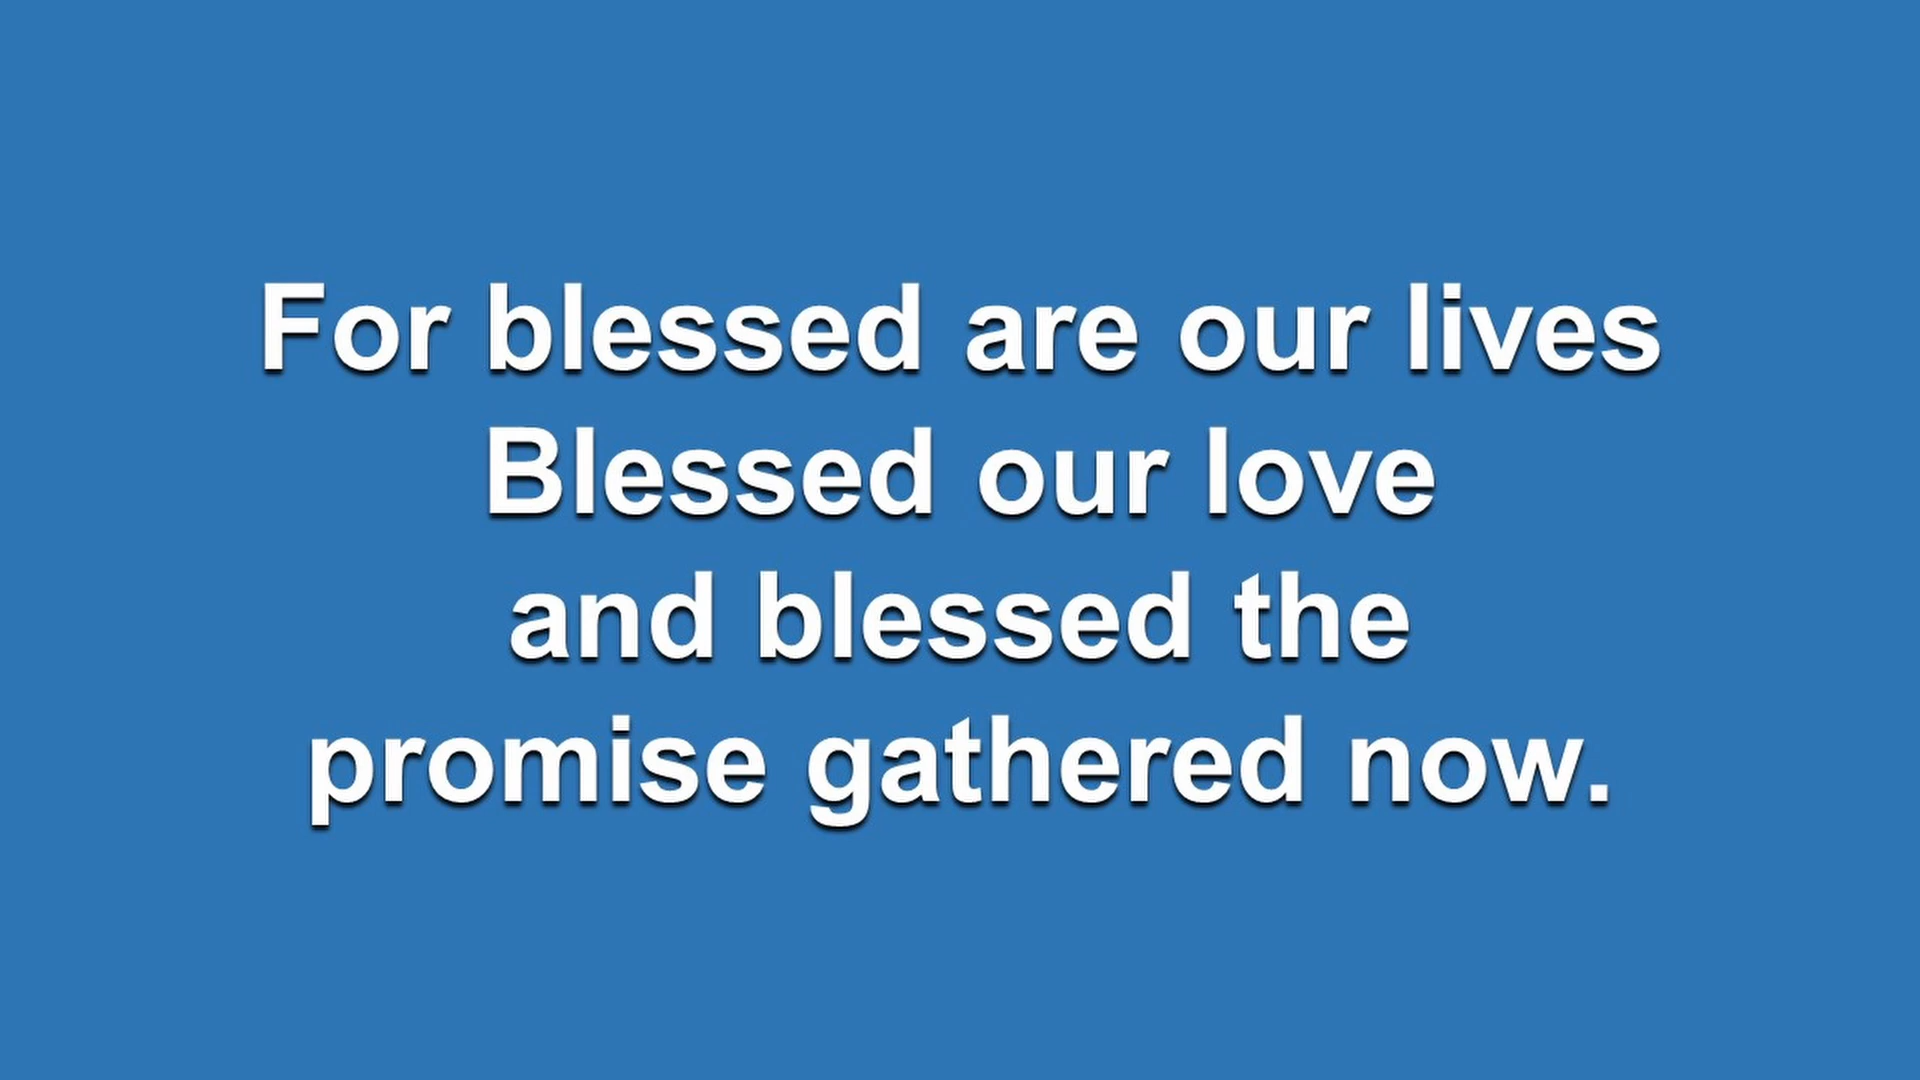 For blessed are our lives
Blessed our love
and blessed the
promise gathered now.